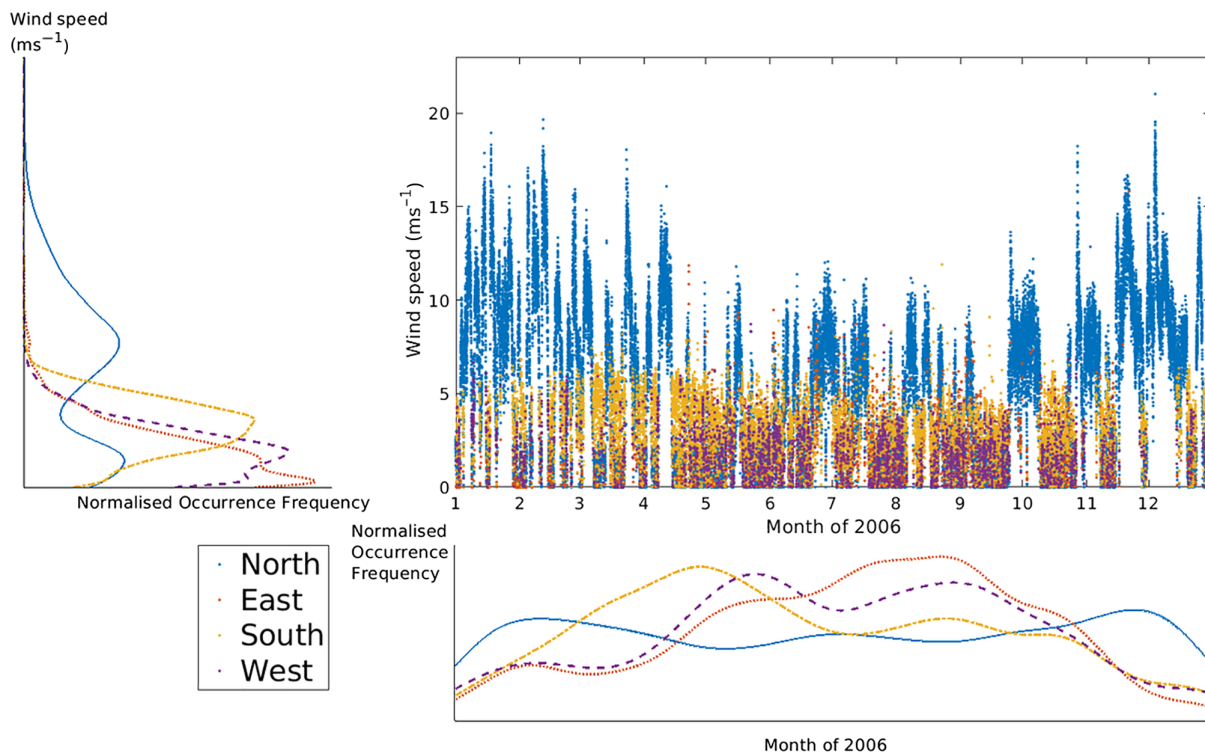 Wind speed
(ms⁻¹)
Normalised Occurrence Frequency
Wind speed (ms⁻¹)
20
15
10
5
0
1 2 3 4 5 6 7 8 9 10 11 12
Month of 2006
North
East
South
West
Normalised
Occurrence
Frequency
Month of 2006